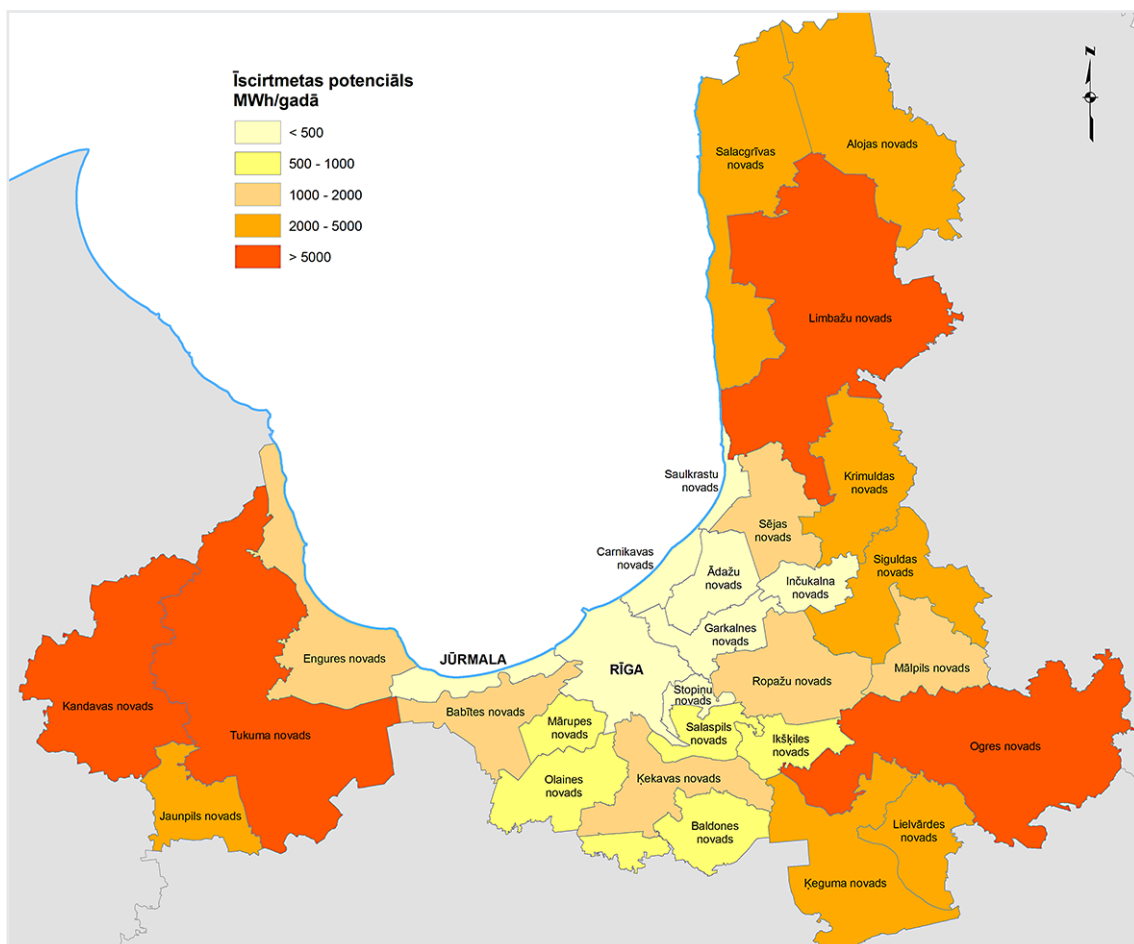 Īscirtmetas potenciāls
MWh/gadā
< 500
500 - 1000
1000 - 2000
2000 - 5000
> 5000
N
Salacgrīvas
novads
Alojas novads
Limbažu novads
Saulkrastu
novads
Krimuldas
novads
Sējas
novads
Carnikavas
novads
Ādažu
novads
Inčukalna
novads
Siguldas
novads
Garkalnes
novads
Engures novads
JŪRMALA
RĪGA
Mālpils novads
Ropažu novads
Stopiņu
novads
Kandavas novads
Babītes novads
Mārupes
novads
Salaspils
novads
Ikšķiles
novads
Tukuma novads
Ogres novads
Olaines
novads
Ķekavas novads
Jaunpils novads
Baldones
novads
Lielvārdes
novads
Ķeguma novads